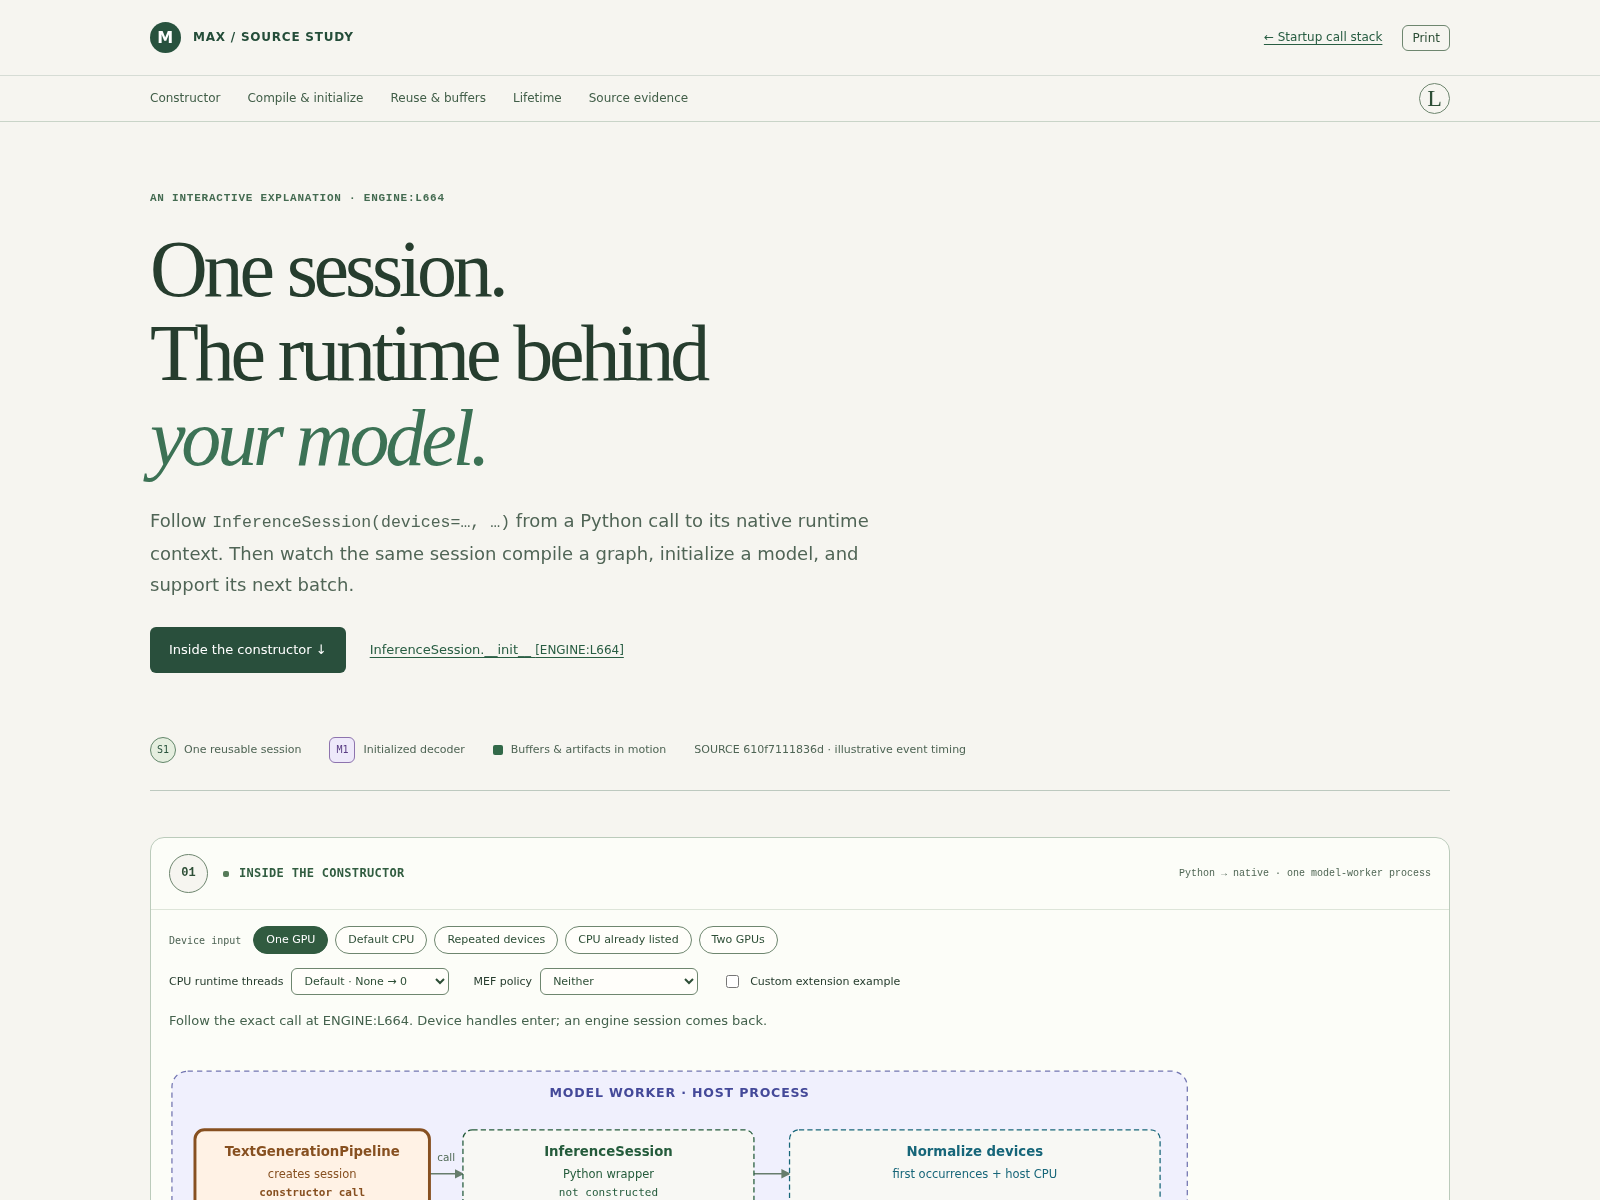 M MAX / SOURCE STUDY
← Startup call stack
Print
Constructor
Compile & initialize
Reuse & buffers
Lifetime
Source evidence
L
AN INTERACTIVE EXPLANATION · ENGINE:L664
One session.
The runtime behind
your model.
Follow InferenceSession(devices=…, …) from a Python call to its native runtime
context. Then watch the same session compile a graph, initialize a model, and
support its next batch.
Inside the constructor ↓
InferenceSession.__init__ [ENGINE:L664]
S1 One reusable session
M1 Initialized decoder
Buffers & artifacts in motion
SOURCE 610f7111836d · illustrative event timing
01 INSIDE THE CONSTRUCTOR
Python → native · one model-worker process
Device input
One GPU
Default CPU
Repeated devices
CPU already listed
Two GPUs
CPU runtime threads
Default · None → 0
MEF policy
Neither
Custom extension example
Follow the exact call at ENGINE:L664. Device handles enter; an engine session comes back.
MODEL WORKER · HOST PROCESS
TextGenerationPipeline
creates session
constructor call
call
InferenceSession
Python wrapper
not constructed
Normalize devices
first occurrences + host CPU